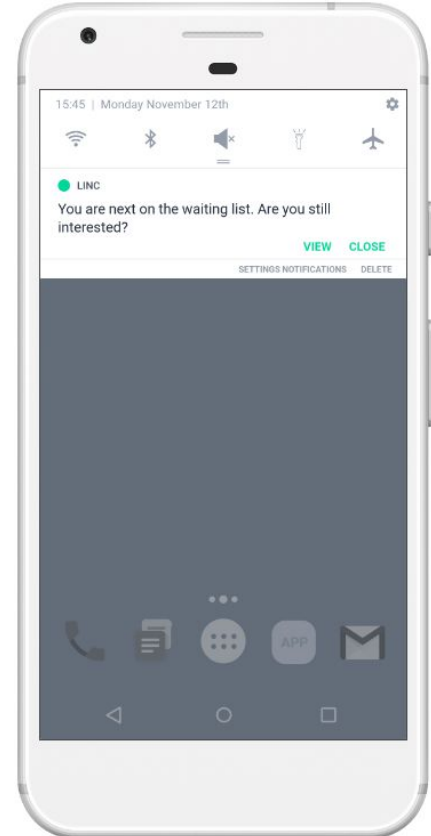 15:45 | Monday November 12th
LINC
You are next on the waiting list. Are you still
interested?
VIEW CLOSE
SETTINGS NOTIFICATIONS DELETE
APP